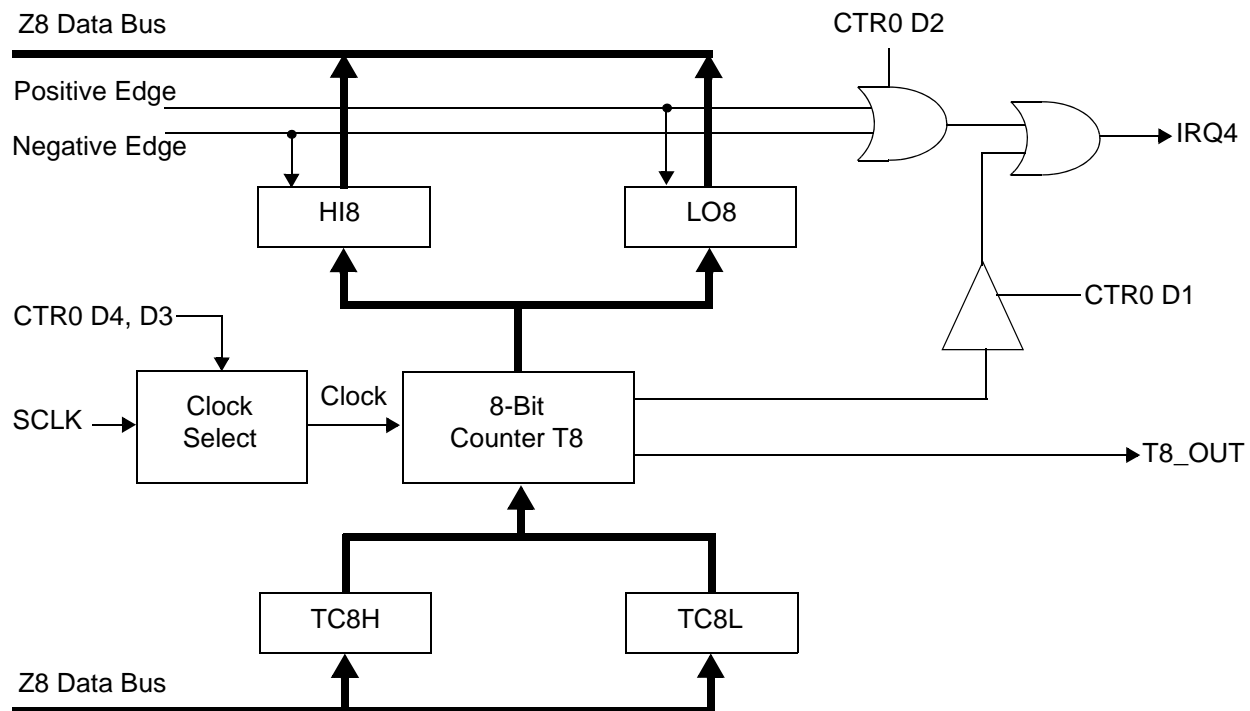 Z8 Data Bus
CTR0 D2
Positive Edge
Negative Edge
IRQ4
HI8
LO8
CTR0 D4, D3
CTR0 D1
SCLK
Clock
Select
Clock
8-Bit
Counter T8
T8_OUT
TC8H
TC8L
Z8 Data Bus